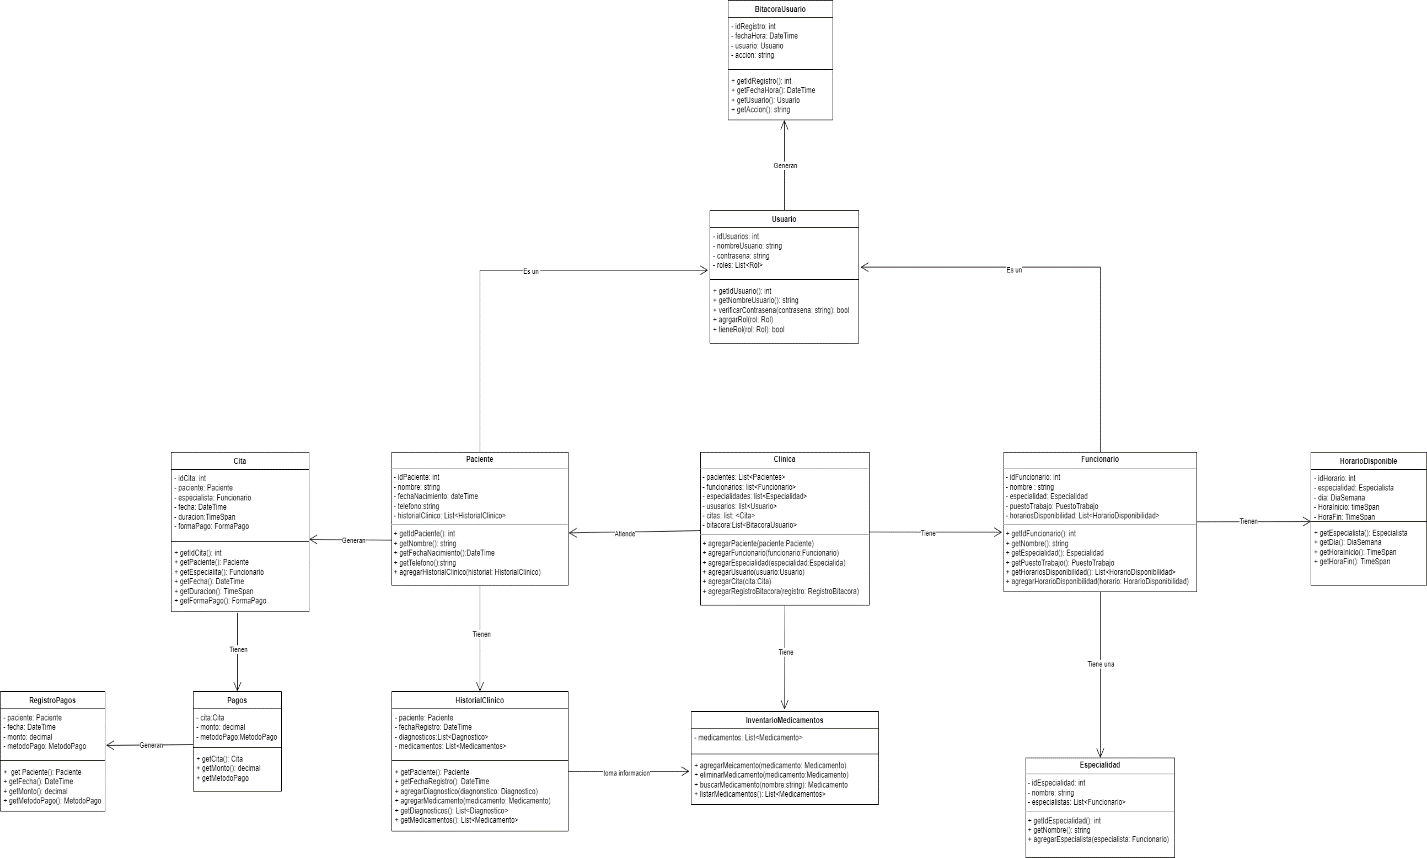 BitacoraUsuario
- idRegistro: int
- fechaHora: DateTime
- usuario: Usuario
- accion: string
+ getIdRegistro(): int
+ getFechaHora(): DateTime
+ getUsuario(): Usuario
+ getAccion(): string
Generan
Usuario
- idUsuarios: int
- nombreUsuario: string
- contrasena: string
- roles: List<Rol>
+ getIdUsuario(): int
+ getNombreUsuario(): string
+ verificarContrasena(contrasena: string): bool
+ agrgarRol(rol: Rol)
+ tieneRol(rol: Rol): bool
Es un
Es un
Cita
- idCita: int
- paciente: Paciente
- especialista: Funcionario
- fecha: DateTime
- duracion:TimeSpan
- formaPago: FormaPago
+ getIdCita(): int
+ getPaciente(): Paciente
+ getEspecialita(): Funcionario
+ getFecha(): DateTime
+ getDuracion(): TimeSpan
+ getFormaPago(): FormaPago
Generan
Paciente
- idPaciente: int
- nombre: string
- fechaNacimiento: dateTime
- telefono:string
- historialClinico: List<HistorialClinico>
+ getIdPaciente(): int
+ getNombre(): string
+ getFechaNacimiento():DateTime
+ getTelefono():string
+ agregarHistorialClinico(historial: HistorialClinico)
Atiende
Clinica
- pacientes: List<Pacientes>
- funcionarios: list<Funcionario>
- especialidades: list<Especialidad>
- ususarios: list<Usuario>
- citas: list: <Cita>
- bitacora:List<BitacoraUsuario>
+ agregarPaciente(paciente:Paciente)
+ agregarFuncionario(funcionario:Funcionario)
+ agregarEspecialidad(especialidad:Especialida)
+ agregarUsuario(usuario:Usuario)
+ agregarCita(cita:Cita)
+ agregarRegistroBitacora(registro: RegistroBitacora)
Tiene
Funcionario
- idFuncionario: int
- nombre : string
- especialidad: Especialidad
- puestoTrabajo: PuestoTrabajo
- horariosDisponibilidad: List<HorarioDisponibilidad>
+ getIdFuncionario(): int
+ getNombre(): string
+ getEspecialidad(): Especialidad
+ getPuestoTrabajo(): PuestoTrabajo
+ getHorariosDisponibilidad(): List<HorarioDisponibilidad>
+ agregarHorarioDisponibilidad(horario: HorarioDisponibilidad)
Tienen
HorarioDisponible
- idHorario: int
- especialidad: Especialista
- dia: DiaSemana
- HoraInicio: timeSpan
- HoraFin: TimeSpan
+ getEspecialista(): Especialista
+ getDia(): DiaSemana
+ getHoraInicio(): TimeSpan
+ getHoraFin(): TimeSpan
Tienen
Tienen
Tiene
Tiene una
RegistroPagos
- paciente: Paciente
- fecha: DateTime
- monto: decimal
- metodoPago: MetodoPago
+ get Paciente(): Paciente
+ getFecha(): DateTime
+ getMonto(): decimal
+ getMetodoPago(): MetodoPago
Generan
Pagos
- cita:Cita
- monto: decimal
- metodoPago:MetodoPago
+ getCita(): Cita
+ getMonto(): decimal
+ getMetodoPago
HistorialClinico
- paciente: Paciente
- fechaRegistro: DateTime
- diagnosticos:List<Dagnostico>
- medicamentos: List<Medicamentos>
+ getPaciente(): Paciente
+ getFechaRegistro(): DateTime
+ agregarDiagnostico(diagnonstico: Diagnostico)
+ agregarMedicamento(medicamento: Medicamento)
+ getDiagnosticos(): List<Diagnostico>
+ getMedicamentos(): List<Medicamento>
toma informacion
InventarioMedicamentos
- medicamentos: List<Medicamento>
+ agregarMeicamento(medicamento: Medicamento)
+ eliminarMedicamento(medicamento:Medicamento)
+ buscarMedicamento(nombre:string): Medicamento
+ listarMedicamentos(): List<Medicamentos>
Especialidad
- idEspecialidad: int
- nombre: string
- especialistas: List<Funcionario>
+ getIdEspecialidad(): int
+ getNombre(): string
+ agregarEspecialista(especialista: Funcionario)